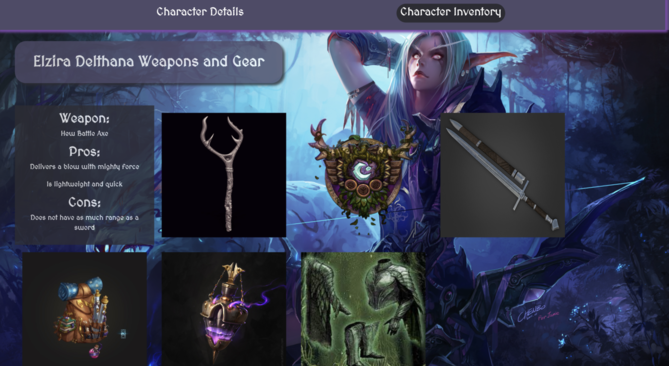 Character Details
Character Inventory
Elzira Delthana Weapons and Gear
Weapon:
How Battle Axe
Pros:
Delivers a blow with mighty force
Is lightweight and quick
Cons:
Does not have as much range as a
sword